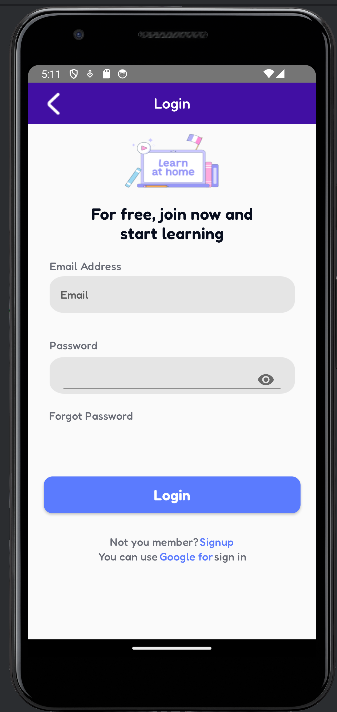 5:11
Login
learn
at home
For free, join now and
start learning
Email Address
Email
Password
Forgot Password
Login
Not you member? Signup
You can use Google for sign in